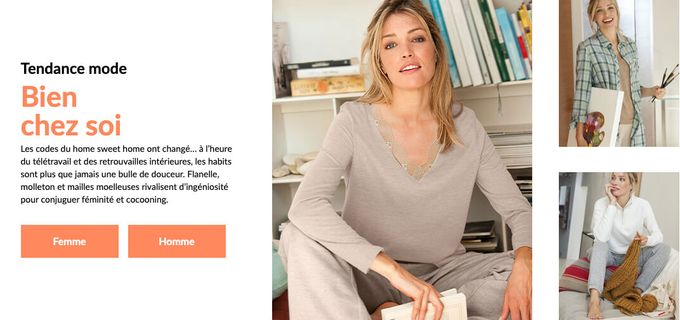 Tendance mode
Bien
chez soi
Les codes du home sweet home ont changé... à l'heure
du télétravail et des retrouvailles intérieures, les habits
sont plus que jamais une bulle de douceur. Flanelle,
molleton et mailles moelleuses rivalisent d'ingéniosité
pour conjuguer féminité et cocooning.
Femme
Homme